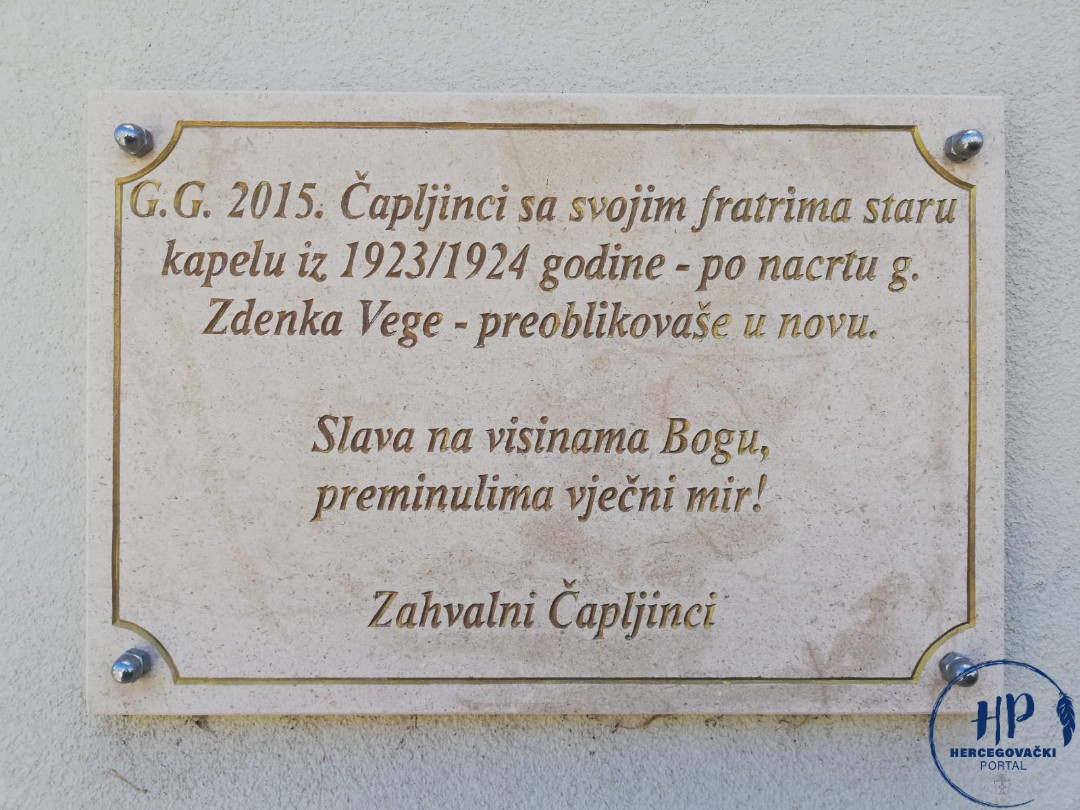 G.G. 2015. Čapljinci sa svojim fratrima staru
kapelu iz 1923/1924 godine - po nacrtu g.
Zdenka Vege - preoblikovaše u novu.
Slava na visinama Bogu,
preminulima vječni mir!
Zahvalni Čapljinci
HP
HERCEGOVAČKI
PORTAL